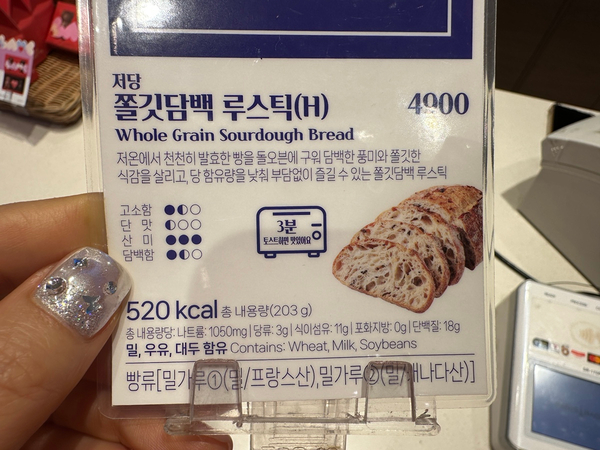 저당
쫄깃담백 루스틱(H) 4900
Whole Grain Sourdough Bread
저온에서 천천히 발효한 빵을 돌오븐에 구워 담백한 풍미와 쫄깃한
식감을 살리고, 당 함유량을 낮춰 부담없이 즐길 수 있는 쫄깃담백 루스틱
고소함
단 맛
산 미
담백함
3분
토스트하면 맛있어요
520 kcal 총 내용량(203 g)
총 내용량당: 나트륨: 1050mg | 당류: 3g | 식이섬유: 11g | 포화지방: 0g | 단백질: 18g
밀, 우유, 대두 함유 Contains: Wheat, Milk, Soybeans
빵류[밀가루①(밀/프랑스산),밀가루②(밀/캐나다산)]